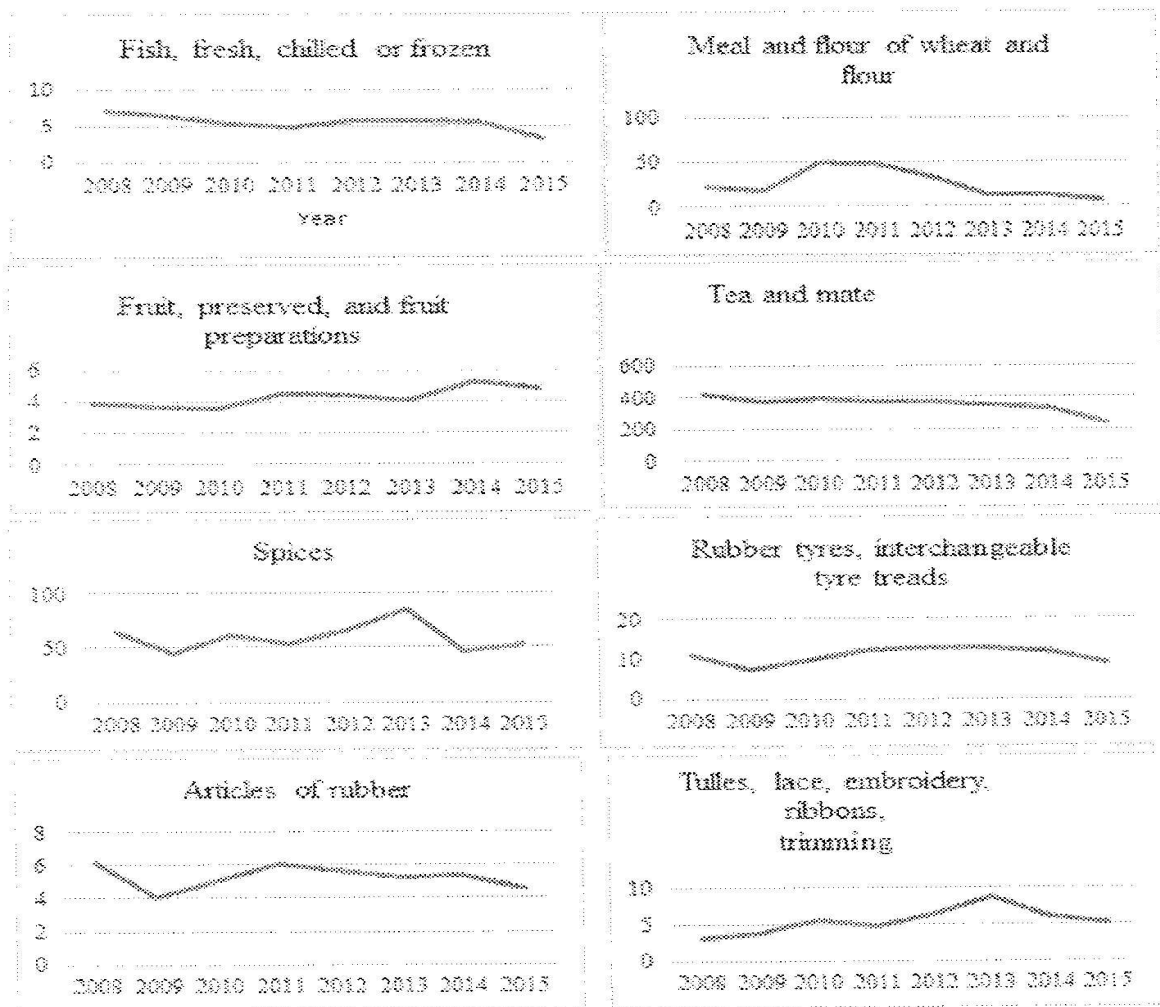 Fish, fresh, chilled or frozen
10
5
0
2008 2009 2010 2011 2012 2013 2014 2015
Year
Meal and flour of wheat and
flour
100
50
0
2008 2009 2010 2011 2012 2013 2014 2015
Fruit, preserved, and fruit
preparations
6
4
2
0
2008 2009 2010 2011 2012 2013 2014 2015
Tea and mate
600
400
200
0
2008 2009 2010 2011 2012 2013 2014 2015
Spices
100
50
0
2008 2009 2010 2011 2012 2013 2014 2015
Rubber tyres, interchangeable
tyre treads
20
10
0
2008 2009 2010 2011 2012 2013 2014 2015
Articles of rubber
8
6
4
2
0
2008 2009 2010 2011 2012 2013 2014 2015
Tulles, lace, embroidery,
ribbons,
trimming
10
5
0
2008 2009 2010 2011 2012 2013 2014 2015